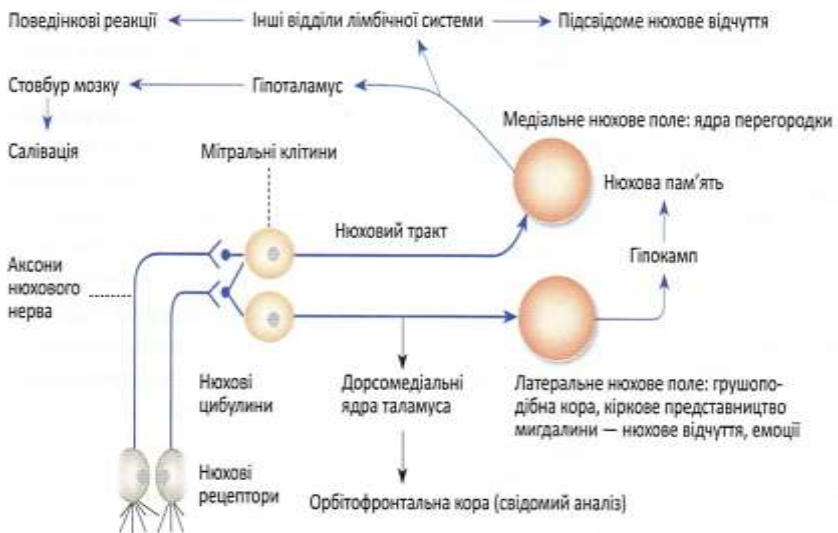 Поведінкові реакції
Інші відділи лімбічної системи
Підсвідоме нюхове відчуття
Стовбур мозку
Гіпоталамус
Медіальне нюхове поле: ядра перегородки
Салівація
Мітральні клітини
Нюхова пам'ять
Нюховий тракт
Гіпокамп
Аксони
нюхового
нерва
Нюхові
цибулини
Дорсомедіальні
ядра таламуса
Латеральне нюхове поле: грушопо-
дібна кора, кіркове представництво
мигдалини — нюхове відчуття, емоції
Нюхові
рецептори
Орбітофронтальна кора (свідомий аналіз)